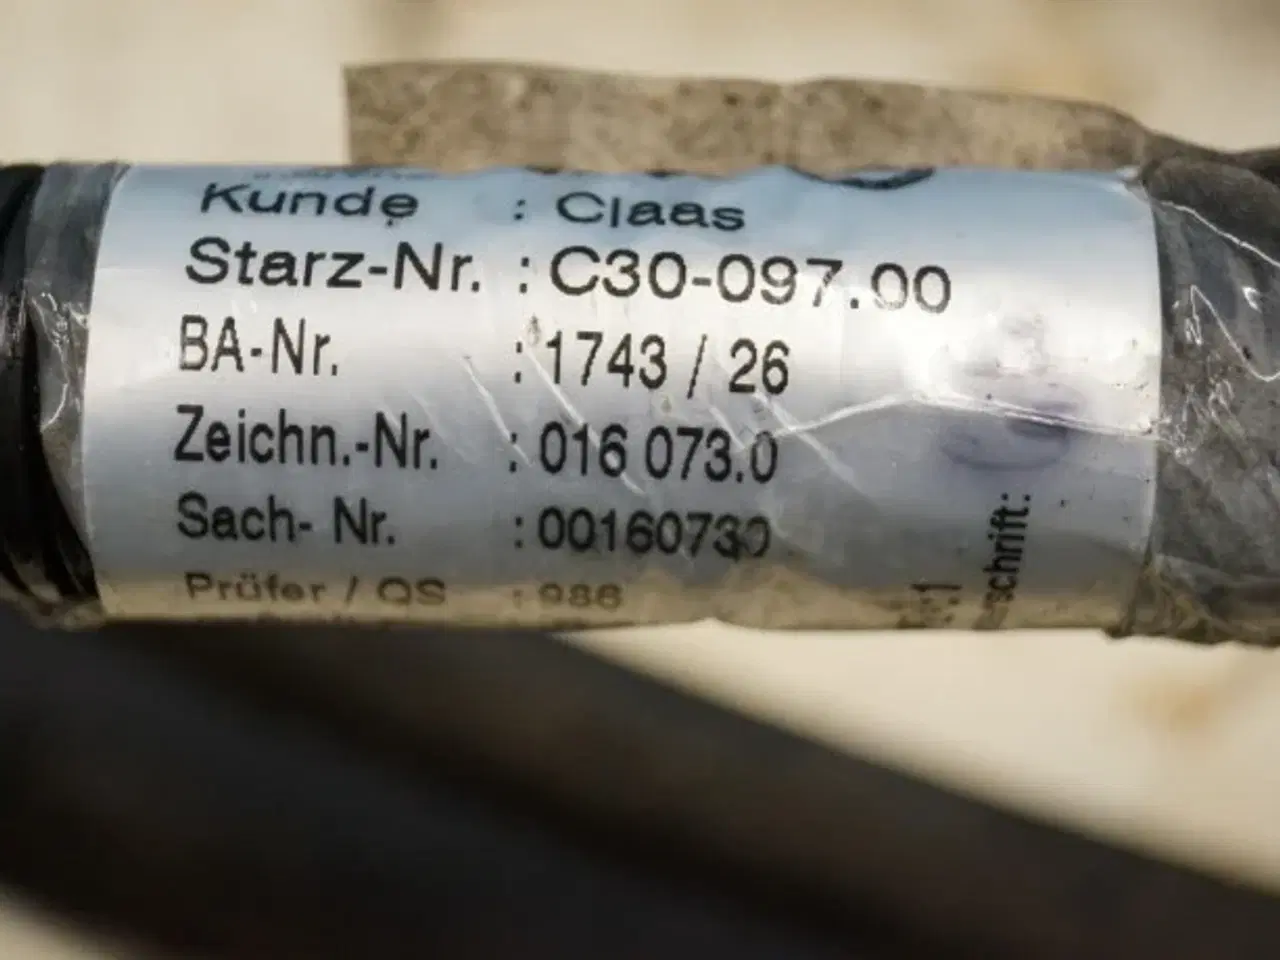 Kunde : Claas
Starz-Nr. : C30-097.00
BA-Nr. : 1743 / 26
Zeichn.-Nr. : 016 073.0
Sach- Nr. : 00160730
Prüfer / QS : 986